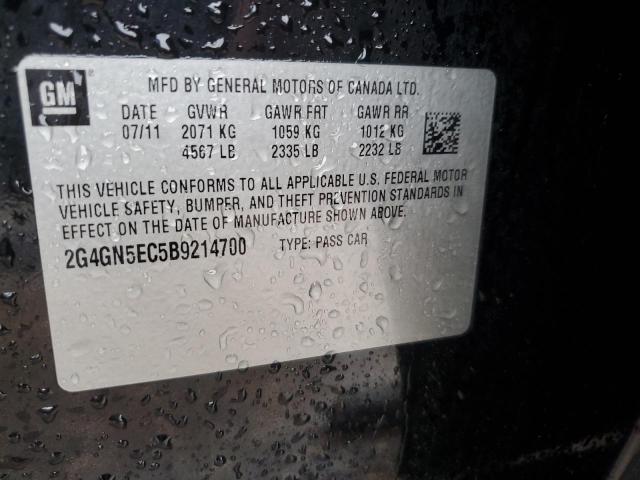 GM
MFD BY GENERAL MOTORS OF CANADA LTD.
DATE GVWR GAWR FRT GAWR RR
07/11 2071 KG 1059 KG 1012 KG
4567 LB 2335 LB 2232 LB
THIS VEHICLE CONFORMS TO ALL APPLICABLE U.S. FEDERAL MOTOR
VEHICLE SAFETY, BUMPER, AND THEFT PREVENTION STANDARDS IN
EFFECT ON THE DATE OF MANUFACTURE SHOWN ABOVE.
2G4GN5EC5B9214700 TYPE: PASS CAR